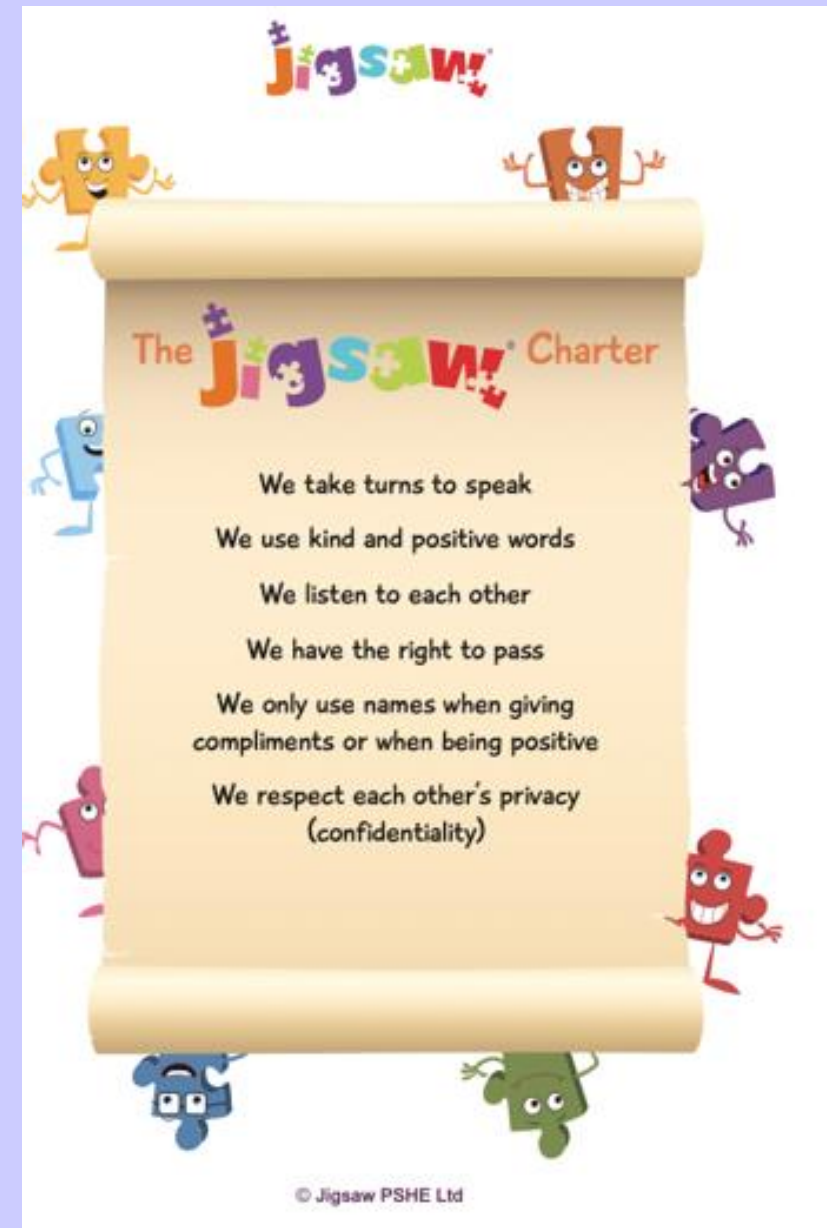 jigsaw
The jigsaw® Charter
We take turns to speak
We use kind and positive words
We listen to each other
We have the right to pass
We only use names when giving
compliments or when being positive
We respect each other's privacy
(confidentiality)
© Jigsaw PSHE Ltd